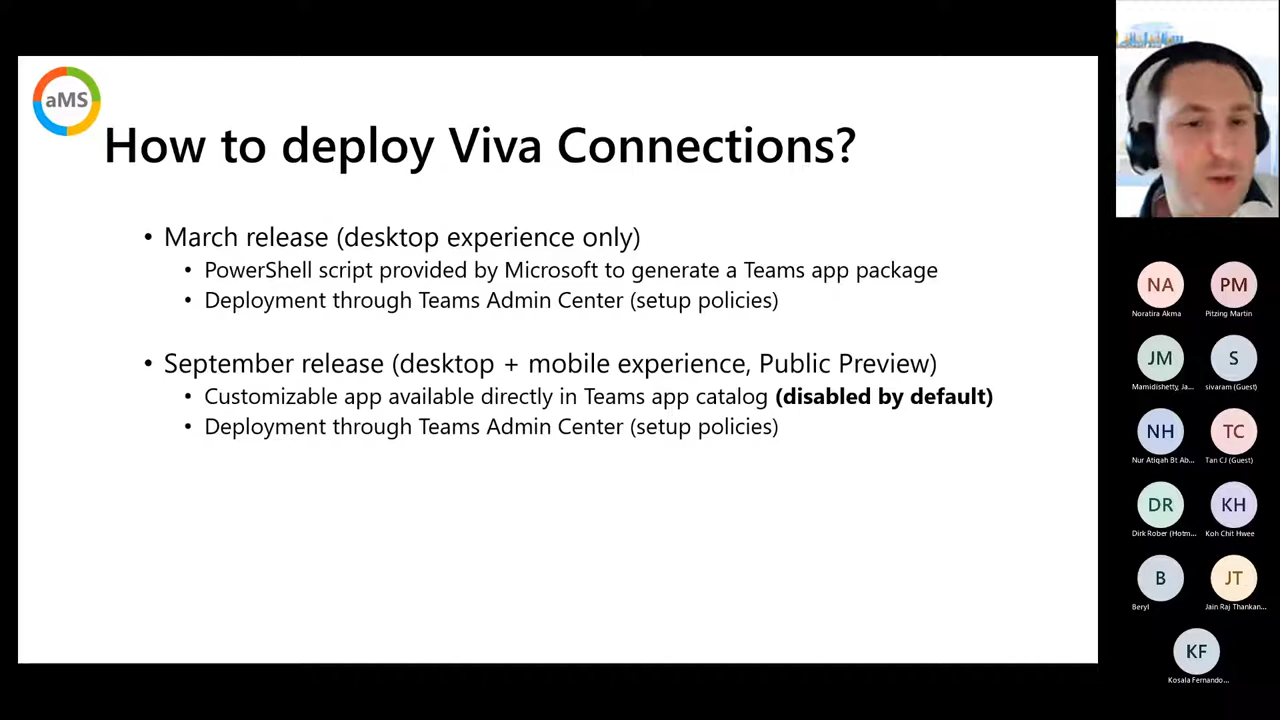 aMS
How to deploy Viva Connections?
• March release (desktop experience only)
• PowerShell script provided by Microsoft to generate a Teams app package
• Deployment through Teams Admin Center (setup policies)
• September release (desktop + mobile experience, Public Preview)
• Customizable app available directly in Teams app catalog (disabled by default)
• Deployment through Teams Admin Center (setup policies)
NA
PM
Noratira Akma
Pitzing Martin
JM
S
Mamidishetty, Ja...
sivaram (Guest)
NH
TC
Nur Atiqah Bt Ab...
Tan CJ (Guest)
DR
KH
Dirk Rober (Hotm...
Koh Chit Hwee
B
JT
Beryl
Jain Raj Thankan...
KF
Kosala Fernando...